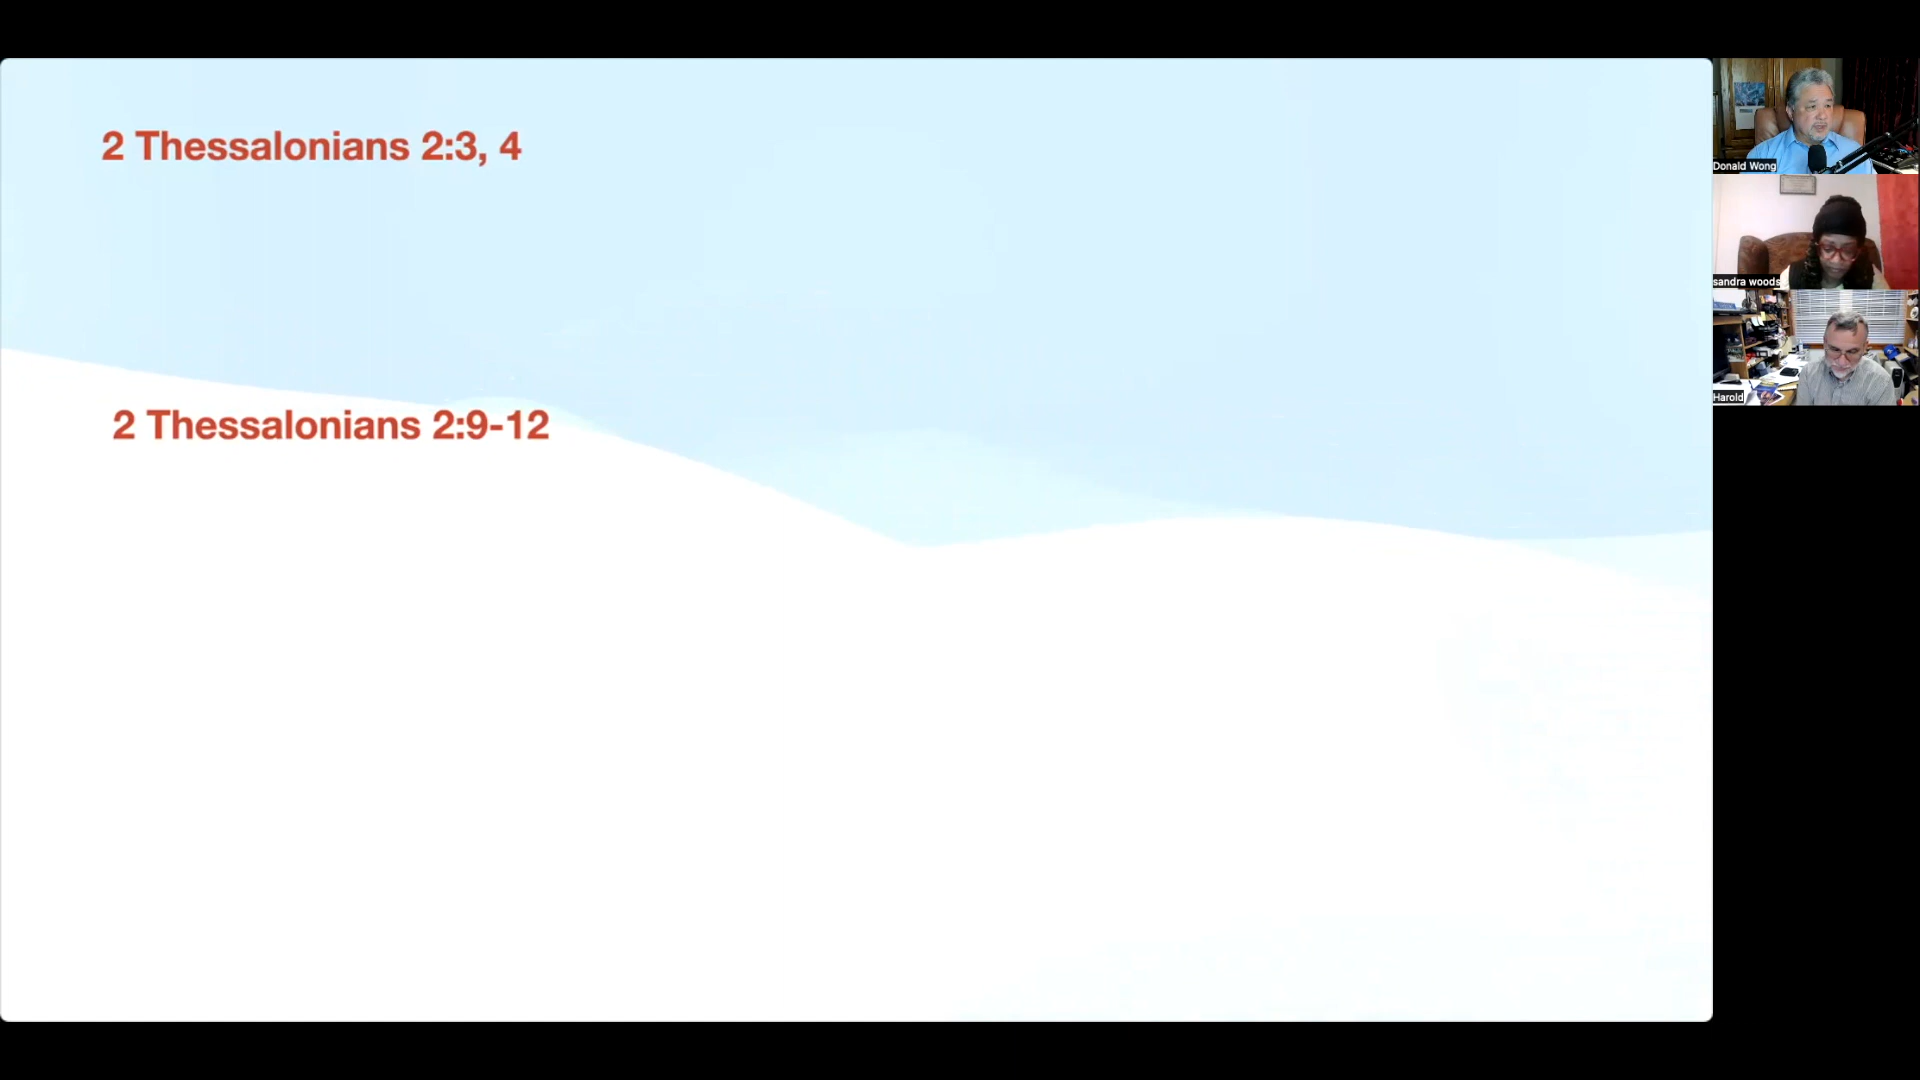 2 Thessalonians 2:3, 4
2 Thessalonians 2:9-12
Donald Wong
sandra woods
Harold